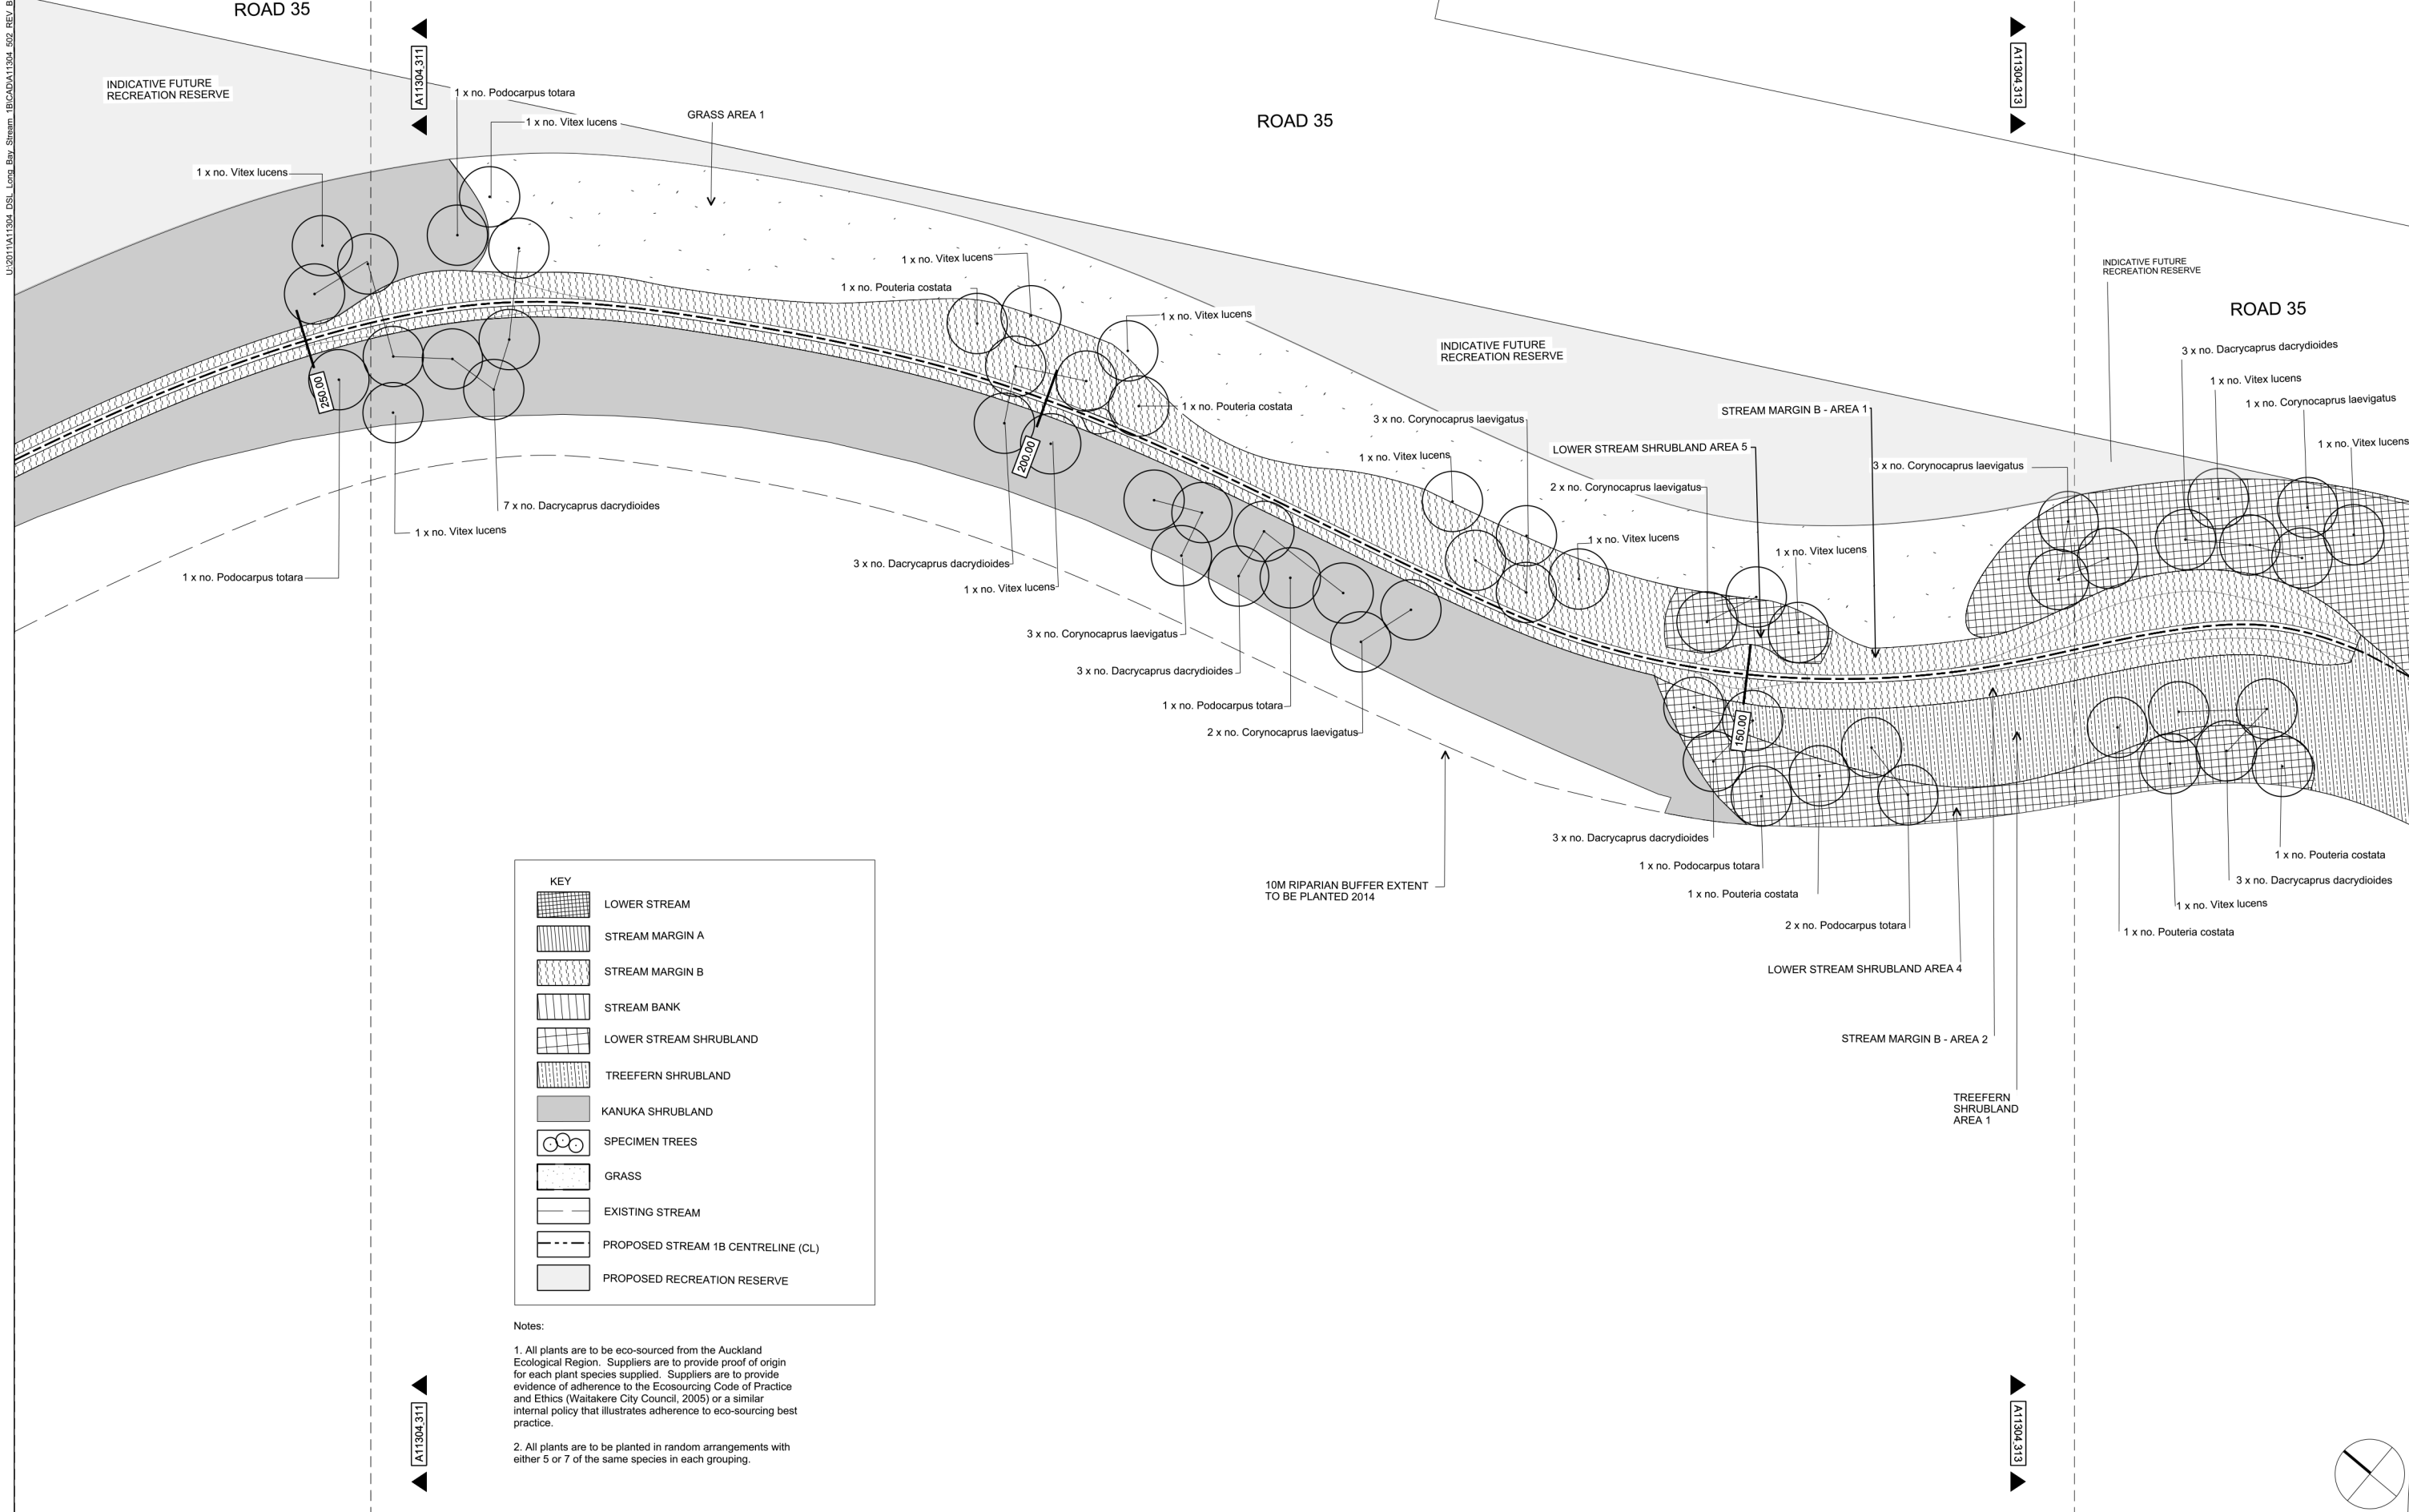 U:\2011\A11304_DSL_Long_Bay_Stream_1B\CAD\A11304_502_REV_B
ROAD 35
A11304.311
A11304.313
INDICATIVE FUTURE
RECREATION RESERVE
1 x no. Podocarpus totara
1 x no. Vitex lucens
GRASS AREA 1
ROAD 35
1 x no. Vitex lucens
1 x no. Vitex lucens
1 x no. Pouteria costata
1 x no. Vitex lucens
INDICATIVE FUTURE
RECREATION RESERVE
ROAD 35
INDICATIVE FUTURE
RECREATION RESERVE
3 x no. Dacrycaprus dacrydioides
1 x no. Vitex lucens
1 x no. Corynocaprus laevigatus
1 x no. Vitex lucens
250.00
1 x no. Pouteria costata
3 x no. Corynocaprus laevigatus
STREAM MARGIN B - AREA 1
LOWER STREAM SHRUBLAND AREA 5
200.00
1 x no. Vitex lucens
3 x no. Corynocaprus laevigatus
2 x no. Corynocaprus laevigatus
7 x no. Dacrycaprus dacrydioides
1 x no. Vitex lucens
1 x no. Vitex lucens
1 x no. Vitex lucens
3 x no. Dacrycaprus dacrydioides
1 x no. Podocarpus totara
1 x no. Vitex lucens
3 x no. Corynocaprus laevigatus
3 x no. Dacrycaprus dacrydioides
1 x no. Podocarpus totara
2 x no. Corynocaprus laevigatus
150.00
3 x no. Dacrycaprus dacrydioides
1 x no. Podocarpus totara
1 x no. Pouteria costata
2 x no. Podocarpus totara
1 x no. Pouteria costata
3 x no. Dacrycaprus dacrydioides
1 x no. Vitex lucens
1 x no. Pouteria costata
10M RIPARIAN BUFFER EXTENT
TO BE PLANTED 2014
LOWER STREAM SHRUBLAND AREA 4
STREAM MARGIN B - AREA 2
TREEFERN
SHRUBLAND
AREA 1
KEY
LOWER STREAM
STREAM MARGIN A
STREAM MARGIN B
STREAM BANK
LOWER STREAM SHRUBLAND
TREEFERN SHRUBLAND
KANUKA SHRUBLAND
SPECIMEN TREES
GRASS
EXISTING STREAM
PROPOSED STREAM 1B CENTRELINE (CL)
PROPOSED RECREATION RESERVE
Notes:
1. All plants are to be eco-sourced from the Auckland
Ecological Region. Suppliers are to provide proof of origin
for each plant species supplied. Suppliers are to provide
evidence of adherence to the Ecosourcing Code of Practice
and Ethics (Waitakere City Council, 2005) or a similar
internal policy that illustrates adherence to eco-sourcing best
practice.
2. All plants are to be planted in random arrangements with
either 5 or 7 of the same species in each grouping.
A11304.311
A11304.313